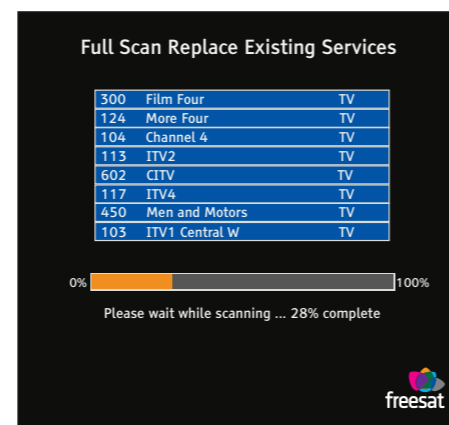 Full Scan Replace Existing Services
300 Film Four TV
124 More Four TV
104 Channel 4 TV
113 ITV2 TV
602 CITV TV
117 ITV4 TV
450 Men and Motors TV
103 ITV1 Central W TV
0% 100%
Please wait while scanning ... 28% complete
freesat